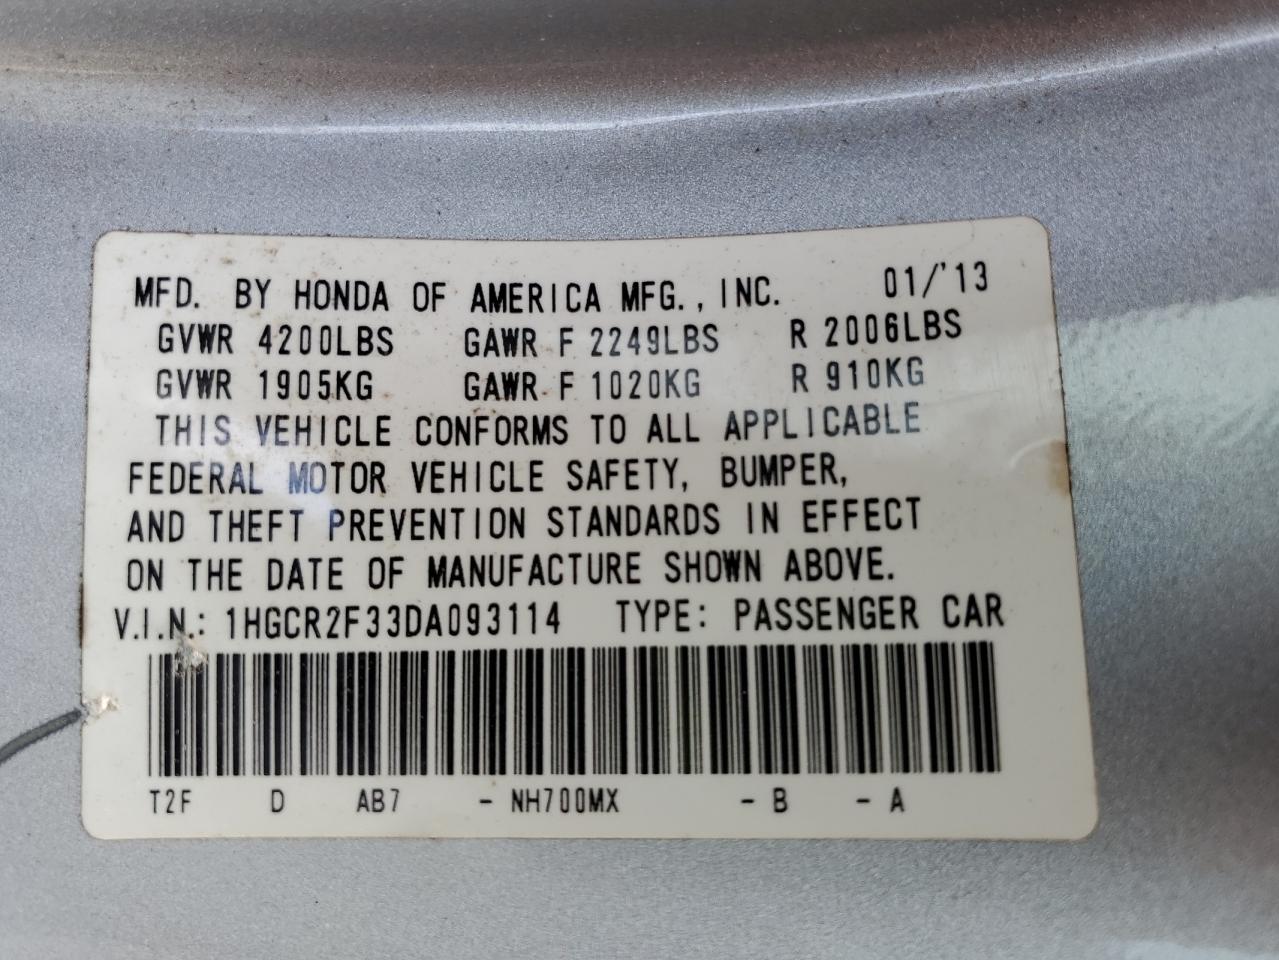 MFD. BY HONDA OF AMERICA MFG., INC. 01/'13
GVWR 4200LBS GAWR F 2249LBS R 2006LBS
GVWR 1905KG GAWR F 1020KG R 910KG
THIS VEHICLE CONFORMS TO ALL APPLICABLE
FEDERAL MOTOR VEHICLE SAFETY, BUMPER,
AND THEFT PREVENTION STANDARDS IN EFFECT
ON THE DATE OF MANUFACTURE SHOWN ABOVE.
V.I.N.: 1HGCR2F33DA093114 TYPE: PASSENGER CAR
T2F D AB7 - NH700MX - B - A